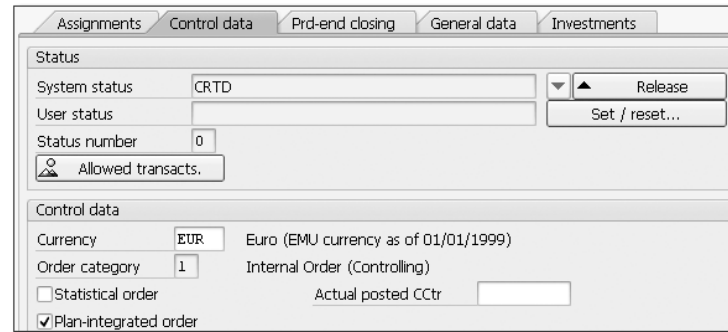 Assignments Control data Prd-end closing General data Investments
Status
System status CRTD Release
User status Set / reset...
Status number 0
Allowed transacts.
Control data
Currency EUR Euro (EMU currency as of 01/01/1999)
Order category 1 Internal Order (Controlling)
Statistical order Actual posted CCtr
Plan-integrated order